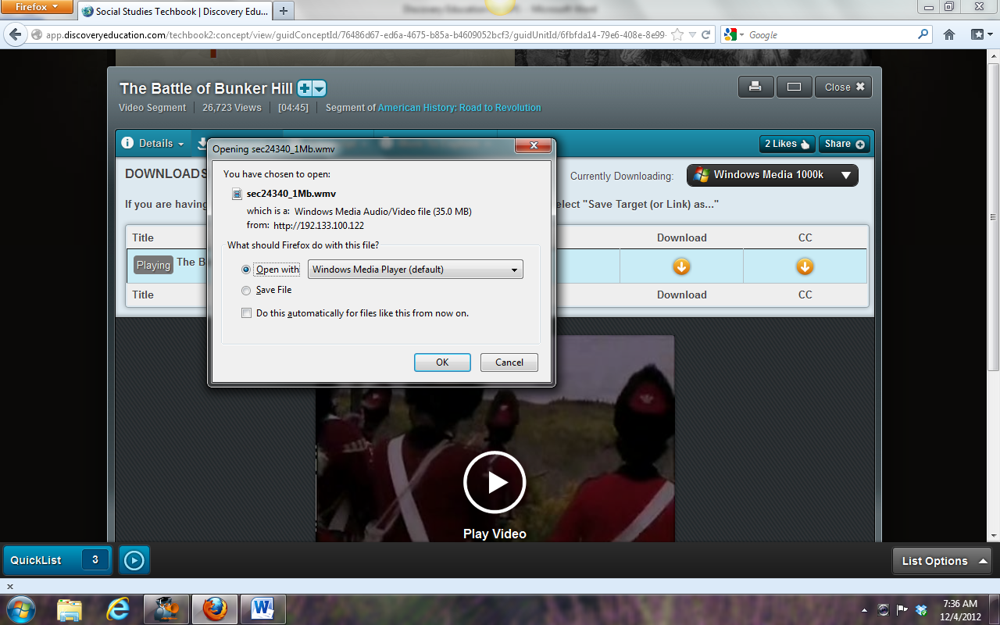 Firefox
Social Studies Techbook | Discovery Edu...
app.discoveryeducation.com/techbook2:concept/view/guidConceptId/76486d67-ed6a-4675-b85a-b4609052bcf3/guidUnitId/6fbfda14-79e6-408e-8e99-
Google
The Battle of Bunker Hill
Close
Video Segment
26,723 Views
[04:45]
Segment of American History: Road to Revolution
Details
2 Likes
Share
Opening sec24340_1Mb.wmv
You have chosen to open:
sec24340_1Mb.wmv
which is a: Windows Media Audio/Video file (35.0 MB)
from: http://192.133.100.122
What should Firefox do with this file?
Open with
Windows Media Player (default)
Save File
Do this automatically for files like this from now on.
OK
Cancel
DOWNLOADS
Currently Downloading:
Windows Media 1000k
If you are having
"Save Target (or Link) as..."
Title
Download
CC
Playing
The B
Title
Download
CC
Play Video
QuickList
3
List Options
7:36 AM
12/4/2012